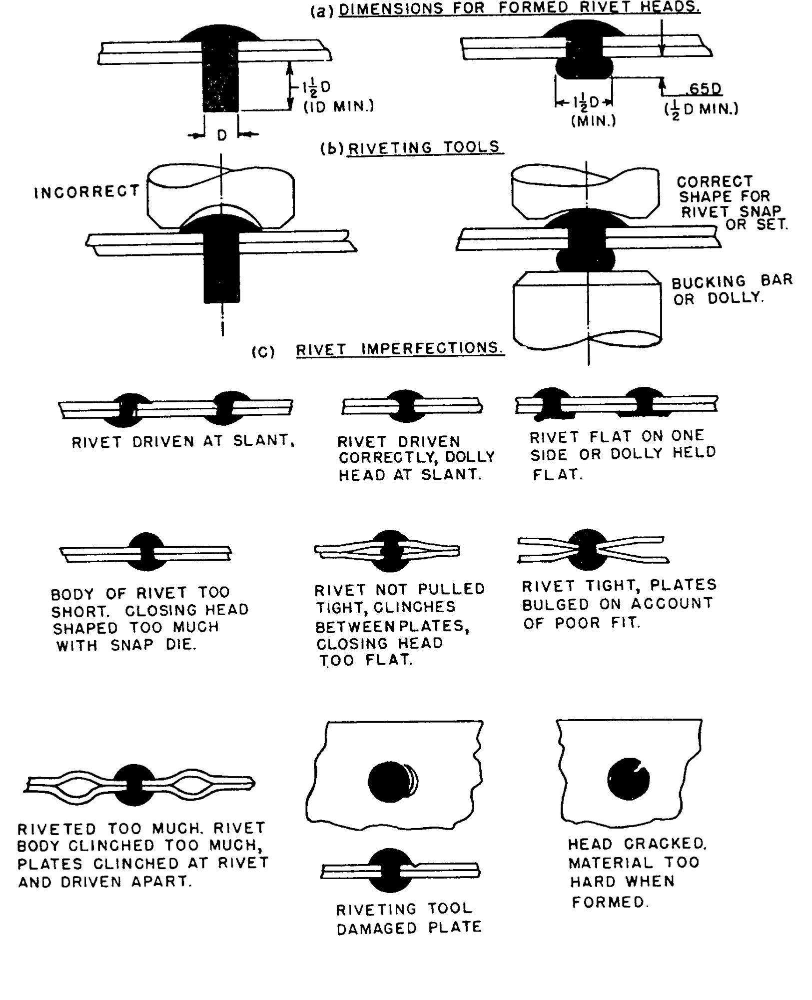 (a) DIMENSIONS FOR FORMED RIVET HEADS.
1½D
(1D MIN.)
D
1½D
(MIN.)
.65D
(½D MIN.)
(b) RIVETING TOOLS
INCORRECT
CORRECT
SHAPE FOR
RIVET SNAP
OR SET.
BUCKING BAR
OR DOLLY.
(C) RIVET IMPERFECTIONS.
RIVET DRIVEN AT SLANT,
RIVET DRIVEN
CORRECTLY, DOLLY
HEAD AT SLANT.
RIVET FLAT ON ONE
SIDE OR DOLLY HELD
FLAT.
BODY OF RIVET TOO
SHORT. CLOSING HEAD
SHAPED TOO MUCH
WITH SNAP DIE.
RIVET NOT PULLED
TIGHT, CLINCHES
BETWEEN PLATES,
CLOSING HEAD
TOO FLAT.
RIVET TIGHT, PLATES
BULGED ON ACCOUNT
OF POOR FIT.
RIVETED TOO MUCH. RIVET
BODY CLINCHED TOO MUCH,
PLATES CLINCHED AT RIVET
AND DRIVEN APART.
RIVETING TOOL
DAMAGED PLATE
HEAD CRACKED.
MATERIAL TOO
HARD WHEN
FORMED.